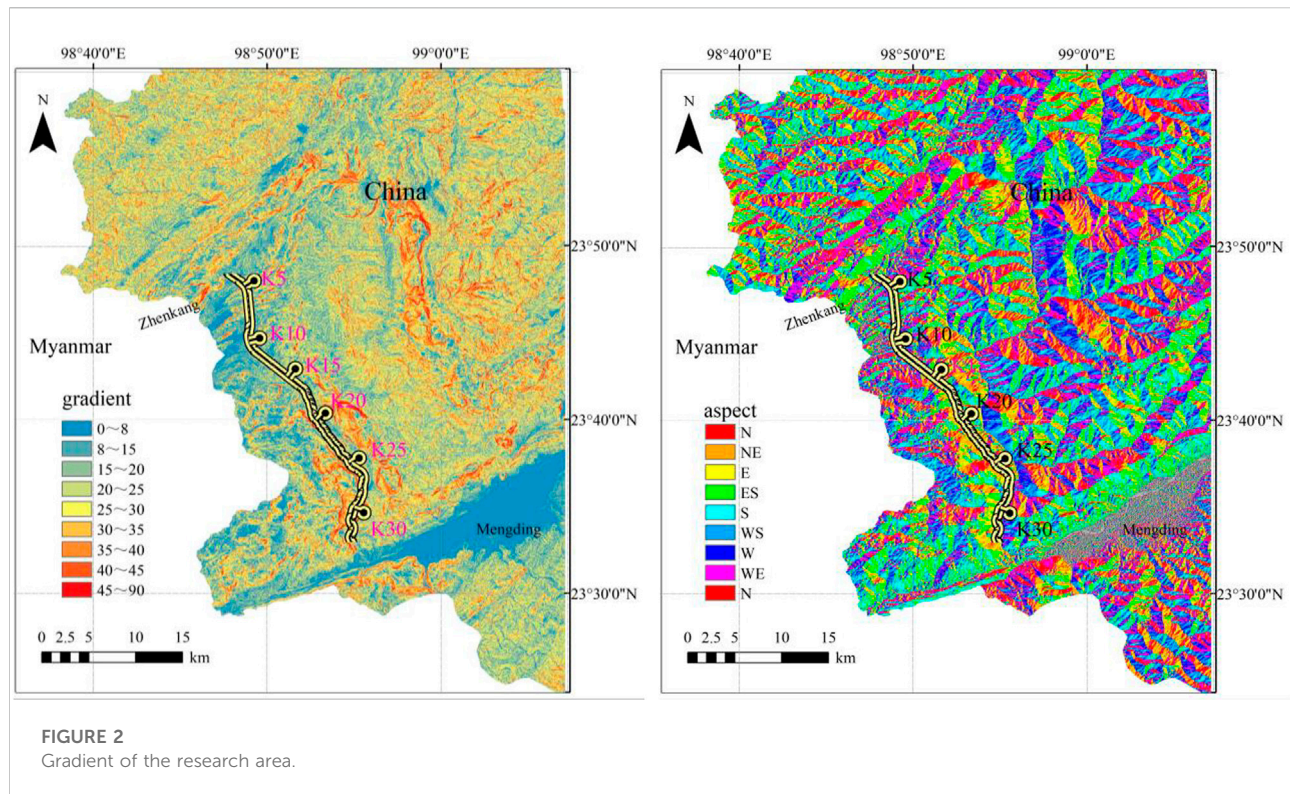 98°40'0"E
98°50'0"E
99°0'0"E
N
China
23°50'0"N
K5
Zhenkang
K10
Myanmar
K15
gradient
K20
23°40'0"N
0～8
8～15
K25
15～20
20～25
25～30
K30
Mengding
30～35
35～40
40～45
45～90
23°30'0"N
0 2.5 5 10 15
km
98°40'0"E
98°50'0"E
99°0'0"E
N
China
23°50'0"N
K5
Zhenkang
K10
Myanmar
aspect
K20
23°40'0"N
N
NE
K25
E
ES
S
K30
Mengding
WS
W
WE
N
23°30'0"N
0 2.5 5 10 15
km
FIGURE 2
Gradient of the research area.